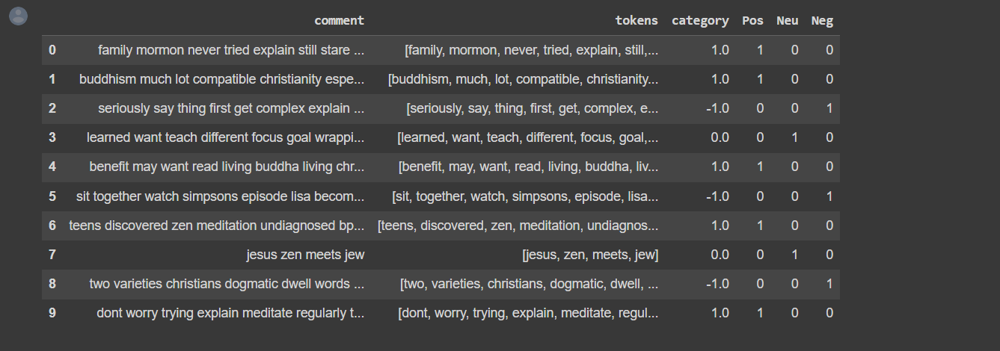 comment tokens category Pos Neu Neg
0 family mormon never tried explain still stare ... [family, mormon, never, tried, explain, still,... 1.0 1 0 0
1 buddhism much lot compatible christianity espe... [buddhism, much, lot, compatible, christianity... 1.0 1 0 0
2 seriously say thing first get complex explain ... [seriously, say, thing, first, get, complex, e... -1.0 0 0 1
3 learned want teach different focus goal wrappi... [learned, want, teach, different, focus, goal,... 0.0 0 1 0
4 benefit may want read living buddha living chr... [benefit, may, want, read, living, buddha, liv... 1.0 1 0 0
5 sit together watch simpsons episode lisa becom... [sit, together, watch, simpsons, episode, lisa... -1.0 0 0 1
6 teens discovered zen meditation undiagnosed bp... [teens, discovered, zen, meditation, undiagnos... 1.0 1 0 0
7 jesus zen meets jew [jesus, zen, meets, jew] 0.0 0 1 0
8 two varieties christians dogmatic dwell words ... [two, varieties, christians, dogmatic, dwell, ... -1.0 0 0 1
9 dont worry trying explain meditate regularly t... [dont, worry, trying, explain, meditate, regul... 1.0 1 0 0